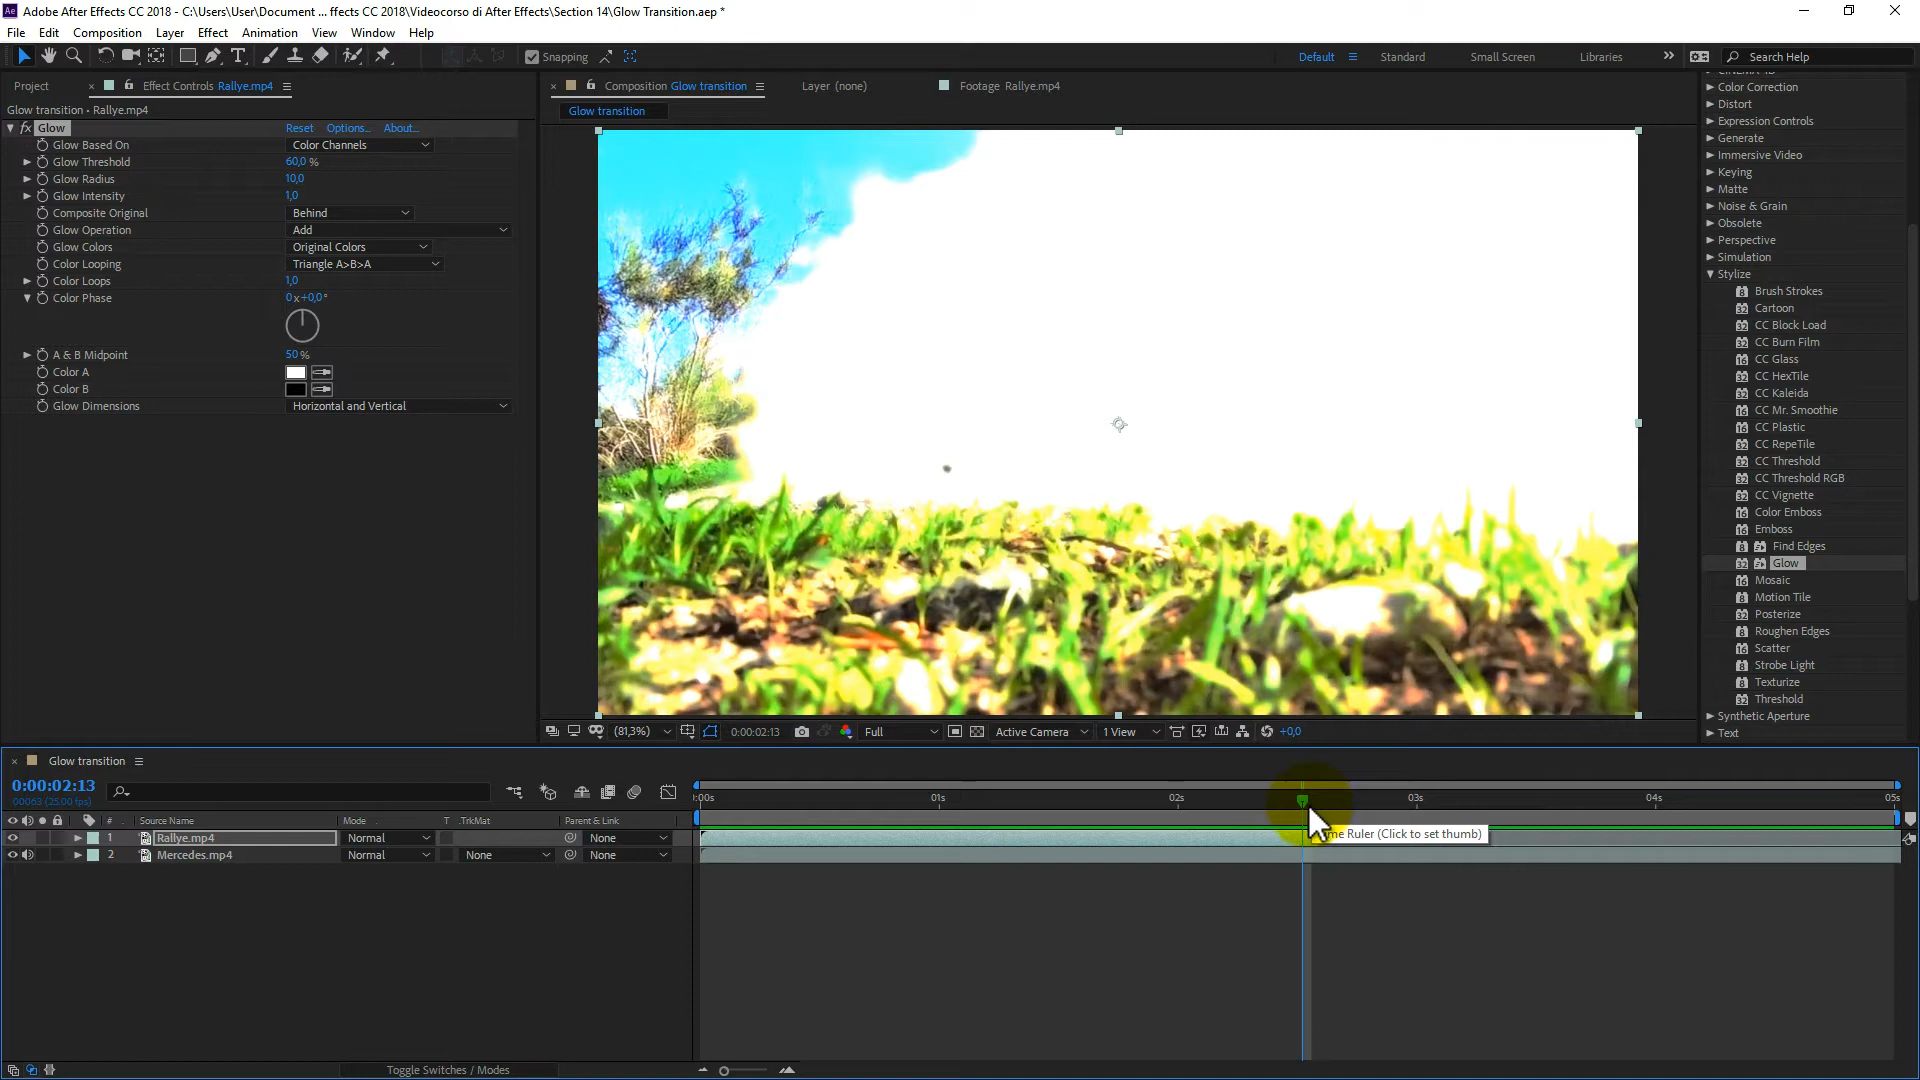 Adobe After Effects CC 2018 - C:\Users\User\Document ... ffects CC 2018\Videocorso di After Effects\Section 14\Glow Transition.aep *
File Edit Composition Layer Effect Animation View Window Help
Snapping Default Standard Small Screen Libraries Search Help
Project Effect Controls Rallye.mp4 Composition Glow transition Layer (none) Footage Rallye.mp4
Glow transition • Rallye.mp4
Glow transition
fx Glow Reset Options... About...
Glow Based On Color Channels
Glow Threshold 60,0 %
Glow Radius 10,0
Glow Intensity 1,0
Composite Original Behind
Glow Operation Add
Glow Colors Original Colors
Color Looping Triangle A>B>A
Color Loops 1,0
Color Phase 0 x +0,0°
A & B Midpoint 50 %
Color A
Color B
Glow Dimensions Horizontal and Vertical
Color Correction
Distort
Expression Controls
Generate
Immersive Video
Keying
Matte
Noise & Grain
Obsolete
Perspective
Simulation
Stylize
Brush Strokes
Cartoon
CC Block Load
CC Burn Film
CC Glass
CC HexTile
CC Kaleida
CC Mr. Smoothie
CC Plastic
CC RepeTile
CC Threshold
CC Threshold RGB
CC Vignette
Color Emboss
Emboss
Find Edges
Glow
Mosaic
Motion Tile
Posterize
Roughen Edges
Scatter
Strobe Light
Texturize
Threshold
Synthetic Aperture
Text
(81,3%) 0:00:02:13 Full Active Camera 1 View +0,0
Glow transition
0:00:02:13
00063 (25.00 fps)
:00s 01s 02s 03s 04s 05s
# Source Name Mode T .TrkMat Parent & Link
1 Rallye.mp4 Normal None
2 Mercedes.mp4 Normal None None
me Ruler (Click to set thumb)
Toggle Switches / Modes